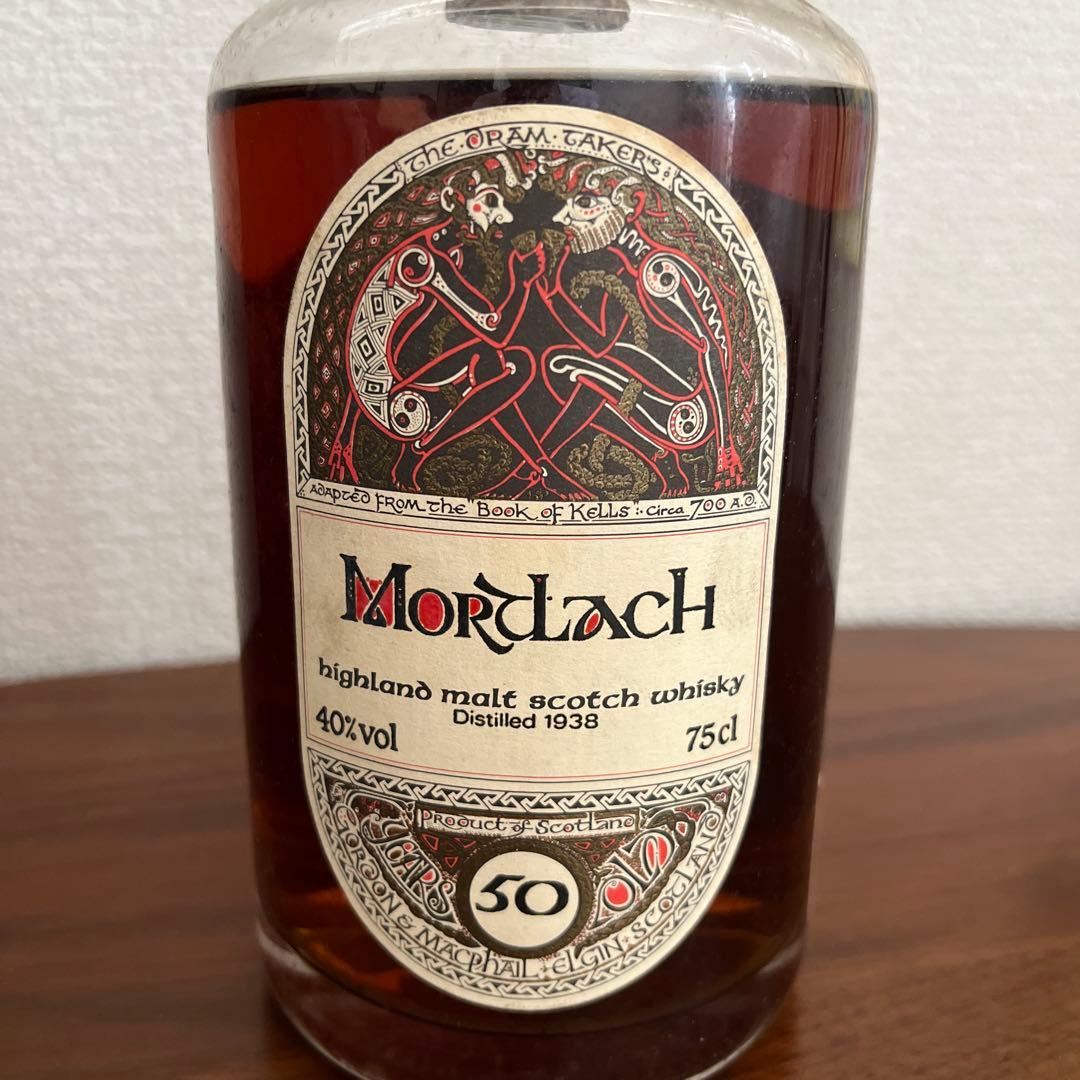 The · Dram · Taker's :
adapted from the "Book of Kells" :· Circa 700 A.D.
Mortlach
highland malt scotch whisky
Distilled 1938
40%vol
75cl
Product of Scotland
Years 50 Old
Gordon & Macphail : Elgin : Scotland